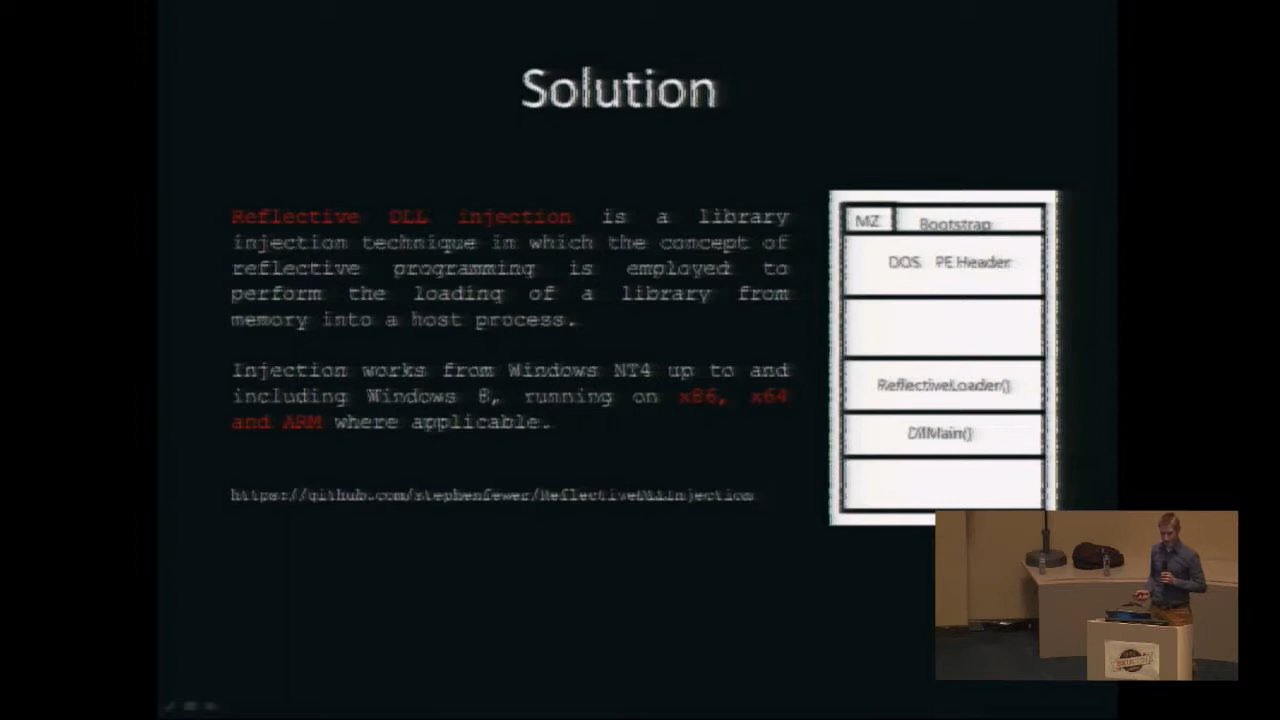 Solution
Reflective DLL injection is a library
injection technique in which the concept of
reflective programming is employed to
perform the loading of a library from
memory into a host process.
Injection works from Windows NT4 up to and
including Windows 8, running on x86, x64
and ARM where applicable.
https://github.com/stephenfewer/ReflectiveDLLInjection
MZ Bootstrap
DOS PE Header
ReflectiveLoader()
DllMain()